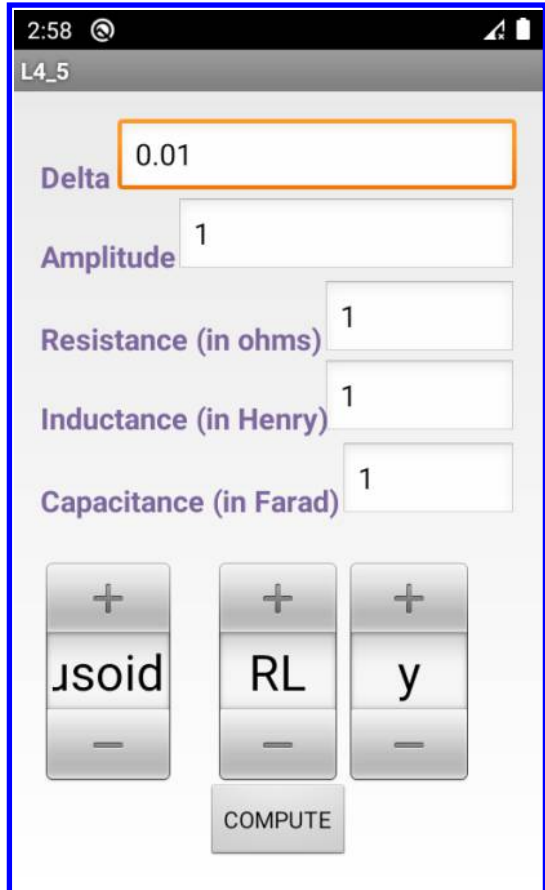 2:58
L4_5
Delta 0.01
Amplitude 1
Resistance (in ohms) 1
Inductance (in Henry) 1
Capacitance (in Farad) 1
+ + +
usoid RL y
− − −
COMPUTE